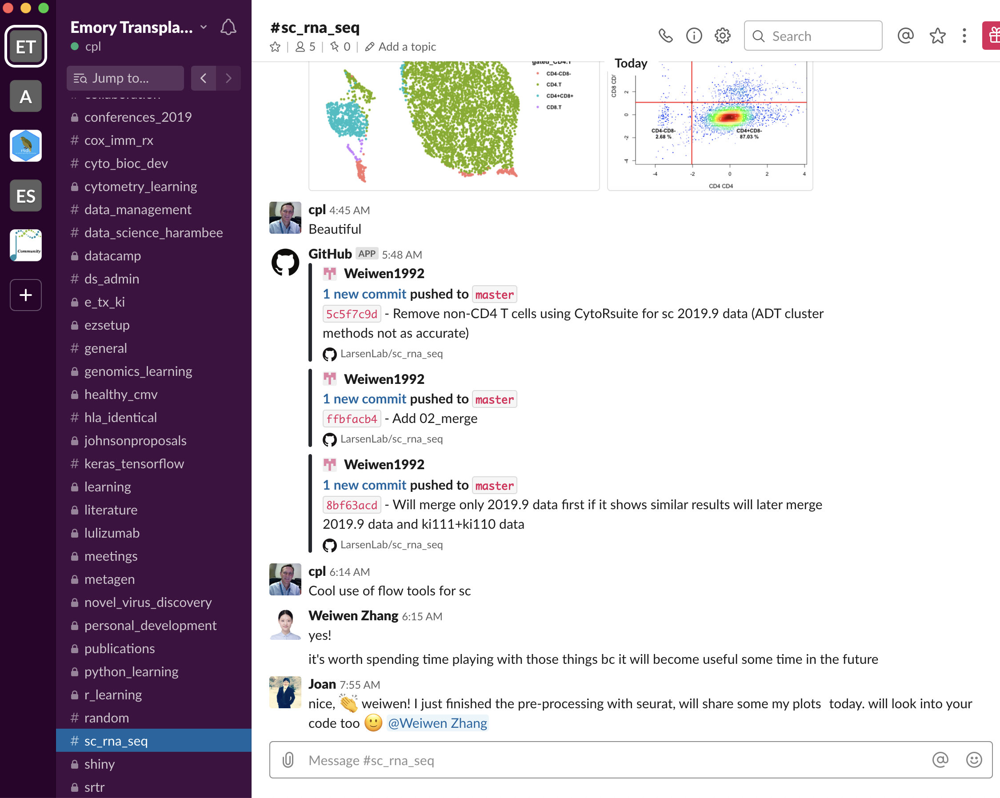 ET
A
r4ds
ES
Community
+
Emory Transpla...
cpl
Jump to...
collaboration
conferences_2019
# cox_imm_rx
# cyto_bioc_dev
cytometry_learning
# data_management
# data_science_harambee
datacamp
# ds_admin
e_tx_ki
ezsetup
# general
genomics_learning
healthy_cmv
# hla_identical
johnsonproposals
# keras_tensorflow
learning
literature
lulizumab
meetings
metagen
novel_virus_discovery
personal_development
publications
python_learning
r_learning
# random
# sc_rna_seq
shiny
srtr
#sc_rna_seq
5 | 0 | Add a topic
Search
Today
gated_CD4.T
CD4-CD8-
CD4.T
CD4+CD8+
CD8.T
CD8 CD
2
0
-2
-4
CD4-CD8-
2.68 %
CD4+CD8-
87.03 %
-4 -2 0 2 4
CD4 CD4
cpl 4:45 AM
Beautiful
GitHub APP 5:48 AM
Weiwen1992
1 new commit pushed to master
5c5f7c9d - Remove non-CD4 T cells using CytoRsuite for sc 2019.9 data (ADT cluster
methods not as accurate)
LarsenLab/sc_rna_seq
Weiwen1992
1 new commit pushed to master
ffbfacb4 - Add 02_merge
LarsenLab/sc_rna_seq
Weiwen1992
1 new commit pushed to master
8bf63acd - Will merge only 2019.9 data first if it shows similar results will later merge
2019.9 data and ki111+ki110 data
LarsenLab/sc_rna_seq
cpl 6:14 AM
Cool use of flow tools for sc
Weiwen Zhang 6:15 AM
yes!
it's worth spending time playing with those things bc it will become useful some time in the future
Joan 7:55 AM
nice, 👏 weiwen! I just finished the pre-processing with seurat, will share some my plots today. will look into your
code too 🙂 @Weiwen Zhang
Message #sc_rna_seq